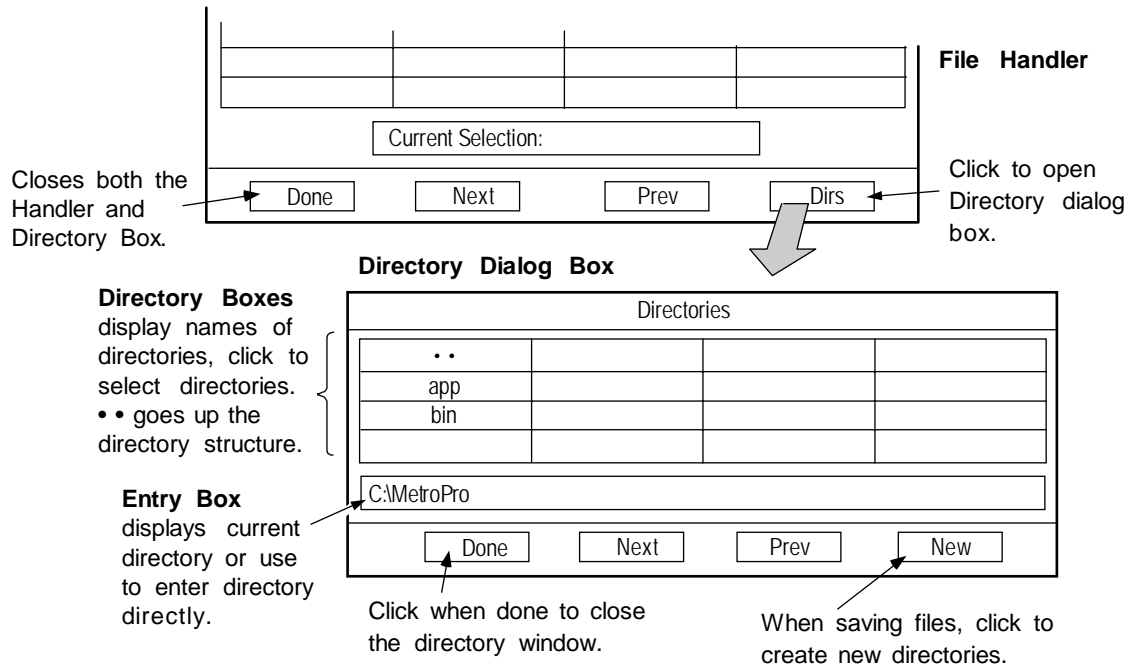 File Handler
Current Selection:
Closes both the
Handler and
Directory Box.
Done
Next
Prev
Dirs
Click to open
Directory dialog
box.
Directory Dialog Box
Directory Boxes
display names of
directories, click to
select directories.
• • goes up the
directory structure.
Directories
• •
app
bin
Entry Box
displays current
directory or use
to enter directory
directly.
C:\MetroPro
Done
Next
Prev
New
Click when done to close
the directory window.
When saving files, click to
create new directories.